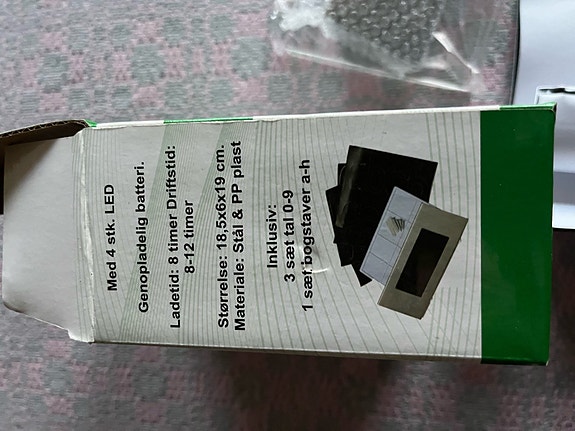 Med 4 stk. LED
Genopladelig batteri.
Ladetid: 8 timer Driftstid:
8-12 timer
Størrelse: 18,5x6x19 cm.
Materiale: Stål & PP plast
Inklusiv:
3 sæt tal 0-9
1 sæt bogstaver a-h